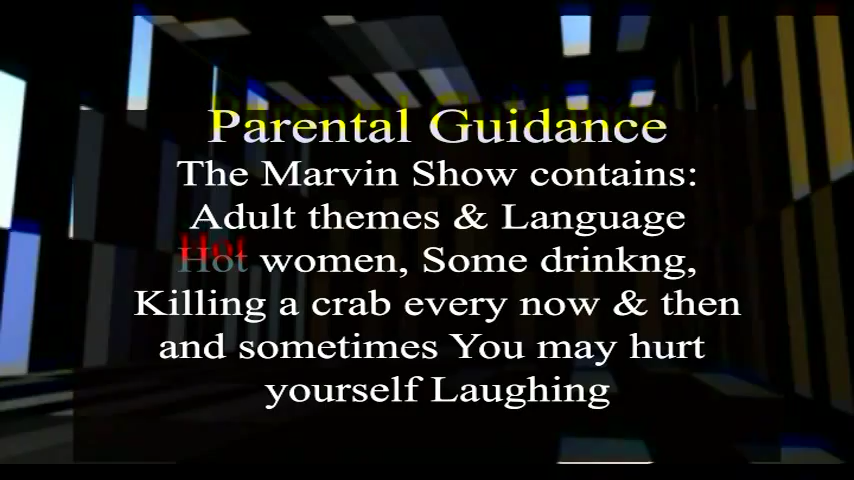 Parental Guidance
The Marvin Show contains:
Adult themes & Language
Hot women, Some drinkng,
Killing a crab every now & then
and sometimes You may hurt
yourself Laughing